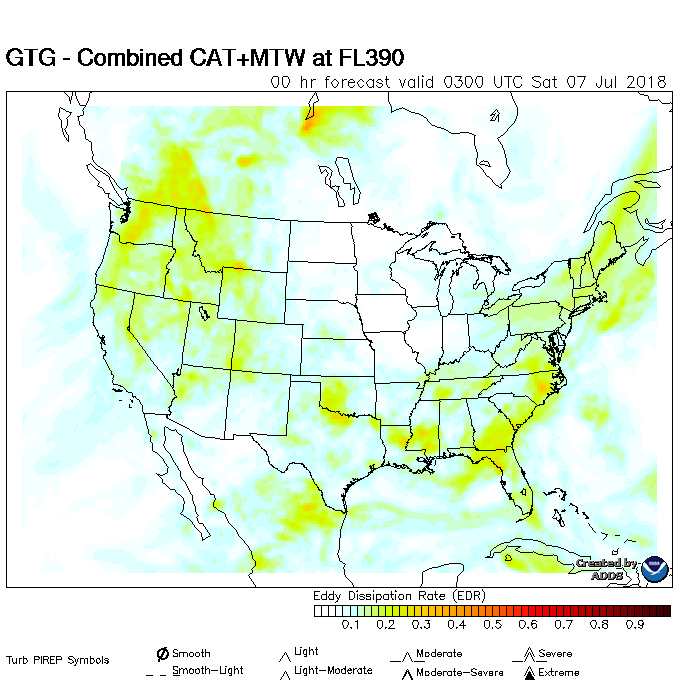 GTG - Combined CAT+MTW at FL390
00 hr forecast valid 0300 UTC Sat 07 Jul 2018
Created by
ADDS
Eddy Dissipation Rate (EDR)
0.1 0.2 0.3 0.4 0.5 0.6 0.7 0.8 0.9
Turb PIREP Symbols
Smooth Light Moderate Severe
Smooth-Light Light-Moderate Moderate-Severe Extreme